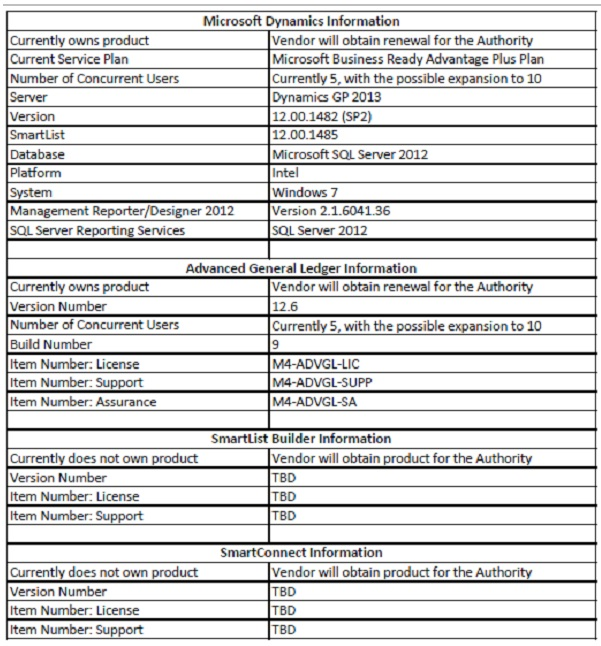 Microsoft Dynamics Information
Currently owns product Vendor will obtain renewal for the Authority
Current Service Plan Microsoft Business Ready Advantage Plus Plan
Number of Concurrent Users Currently 5, with the possible expansion to 10
Server Dynamics GP 2013
Version 12.00.1482 (SP2)
SmartList 12.00.1485
Database Microsoft SQL Server 2012
Platform Intel
System Windows 7
Management Reporter/Designer 2012 Version 2.1.6041.36
SQL Server Reporting Services SQL Server 2012
Advanced General Ledger Information
Currently owns product Vendor will obtain renewal for the Authority
Version Number 12.6
Number of Concurrent Users Currently 5, with the possible expansion to 10
Build Number 9
Item Number: License M4-ADVGL-LIC
Item Number: Support M4-ADVGL-SUPP
Item Number: Assurance M4-ADVGL-SA
SmartList Builder Information
Currently does not own product Vendor will obtain product for the Authority
Version Number TBD
Item Number: License TBD
Item Number: Support TBD
SmartConnect Information
Currently does not own product Vendor will obtain product for the Authority
Version Number TBD
Item Number: License TBD
Item Number: Support TBD